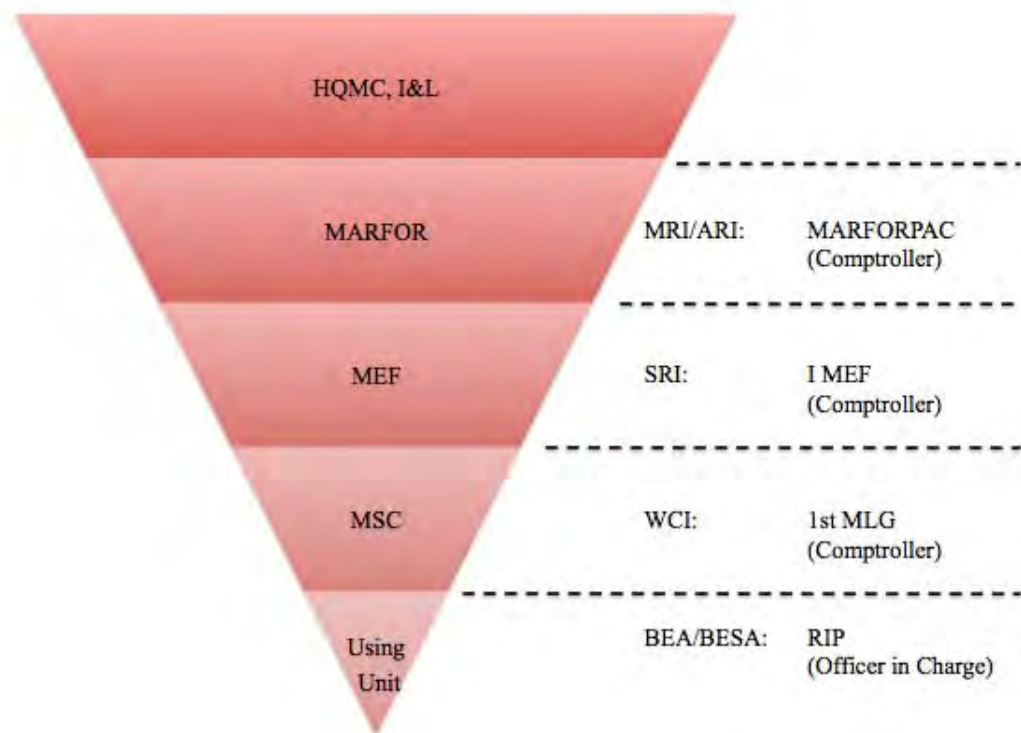 HQMC, I&L
MARFOR
MRI/ARI: MARFORPAC
(Comptroller)
MEF
SRI: I MEF
(Comptroller)
MSC
WCI: 1st MLG
(Comptroller)
Using
Unit
BEA/BESA: RIP
(Officer in Charge)